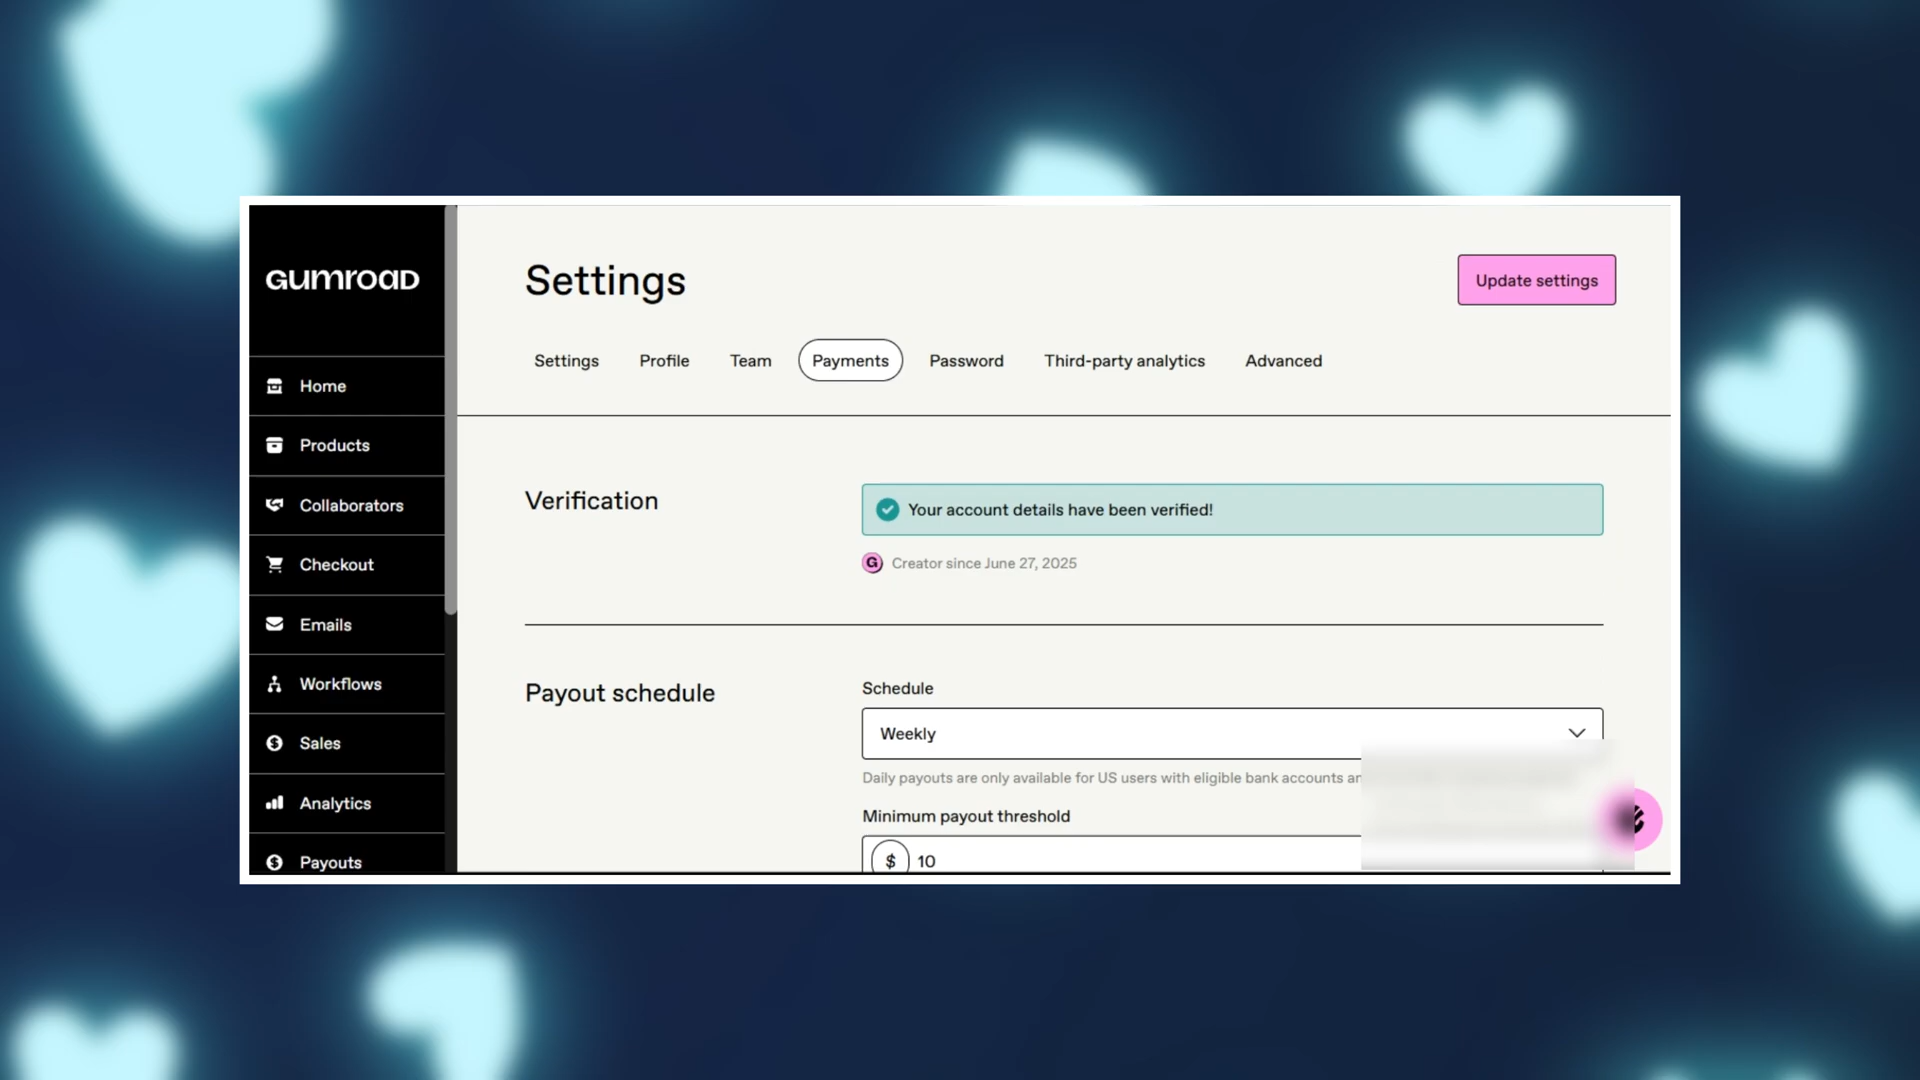 GUMROAD
Settings
Update settings
Settings
Profile
Team
Payments
Password
Third-party analytics
Advanced
Home
Products
Collaborators
Checkout
Emails
Workflows
Sales
Analytics
Payouts
Verification
Your account details have been verified!
G Creator since June 27, 2025
Payout schedule
Schedule
Weekly
Daily payouts are only available for US users with eligible bank accounts
Minimum payout threshold
$ 10